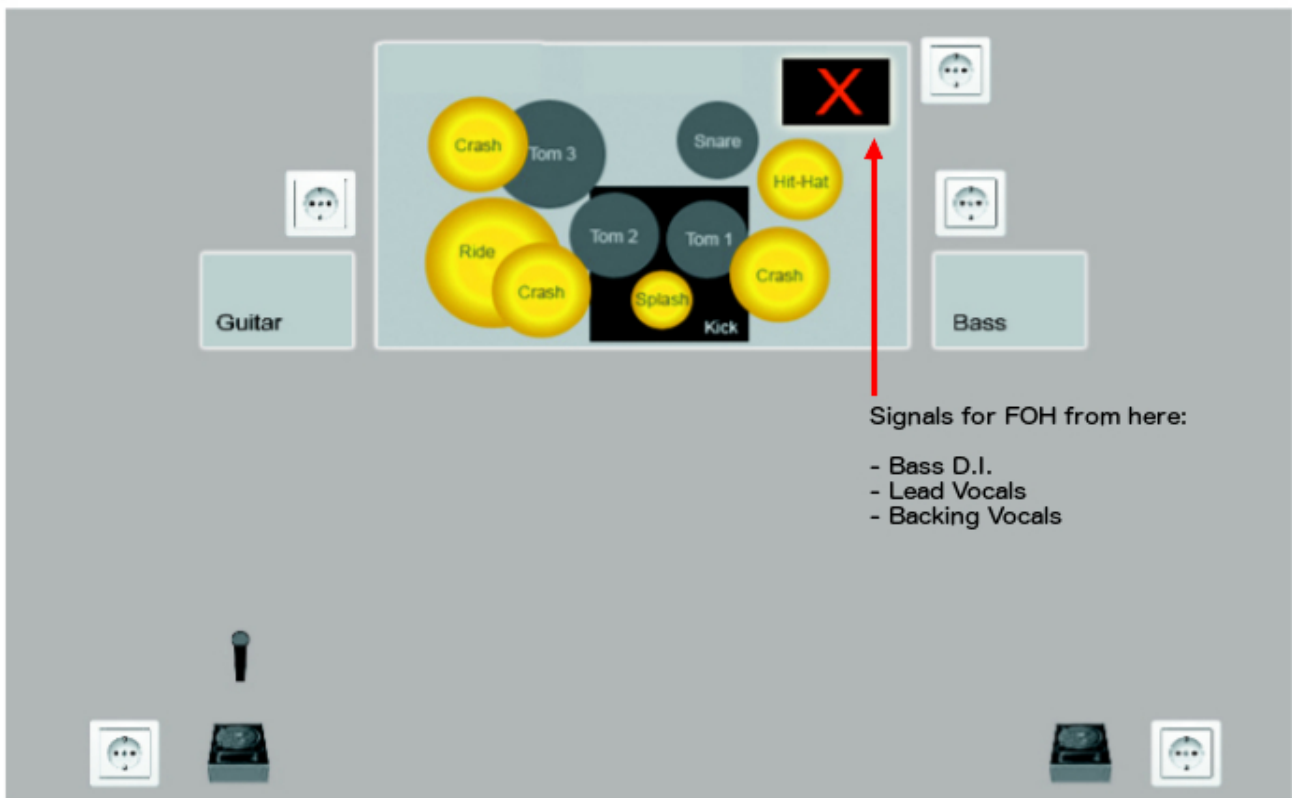 X
Crash
Tom 3
Snare
Hit-Hat
Ride
Tom 2
Tom 1
Crash
Crash
Splash
Kick
Guitar
Bass
Signals for FOH from here:
- Bass D.I.
- Lead Vocals
- Backing Vocals